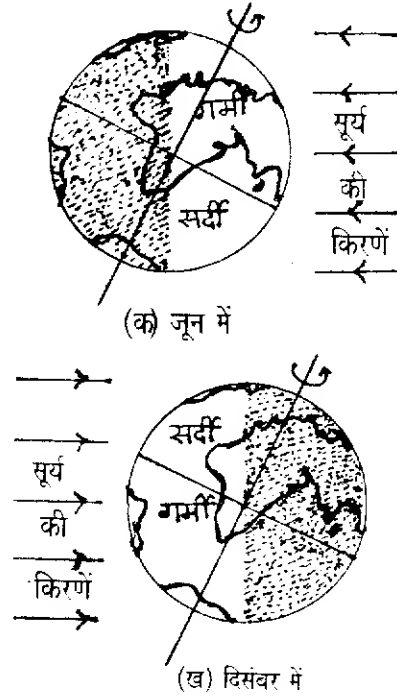 गर्मी
सूर्य
की
सर्दी
किरणें
(क) जून में
सर्दी
सूर्य
गर्मी
की
किरणें
(ख) दिसंबर में